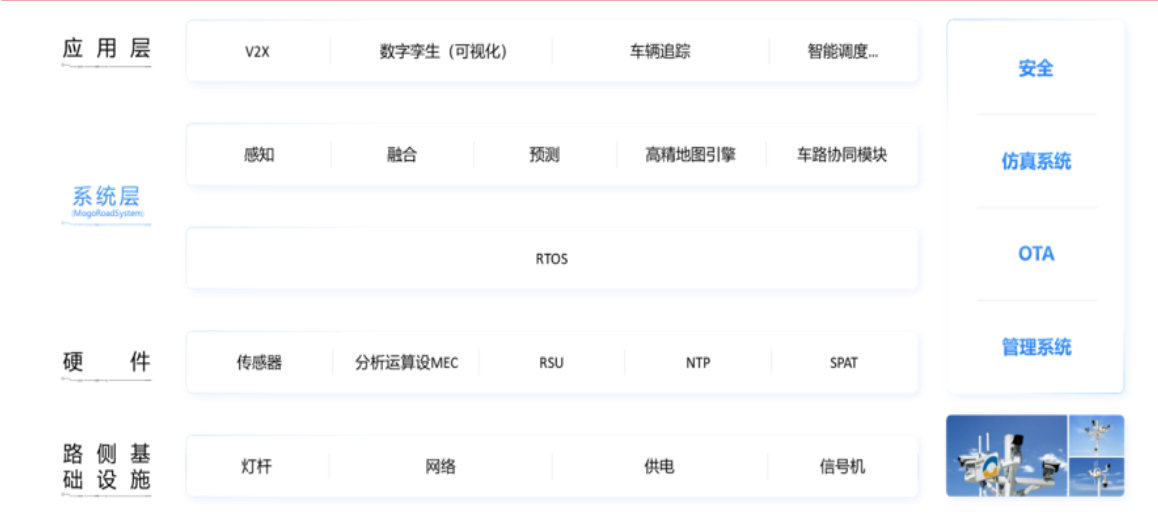 应用层
V2X 数字孪生（可视化） 车辆追踪 智能调度...
安全
感知 融合 预测 高精地图引擎 车路协同模块
仿真系统
系统层
(MogoRoadSystem)
RTOS
OTA
管理系统
硬 件
传感器 分析运算设MEC RSU NTP SPAT
路侧基
础设施
灯杆 网络 供电 信号机